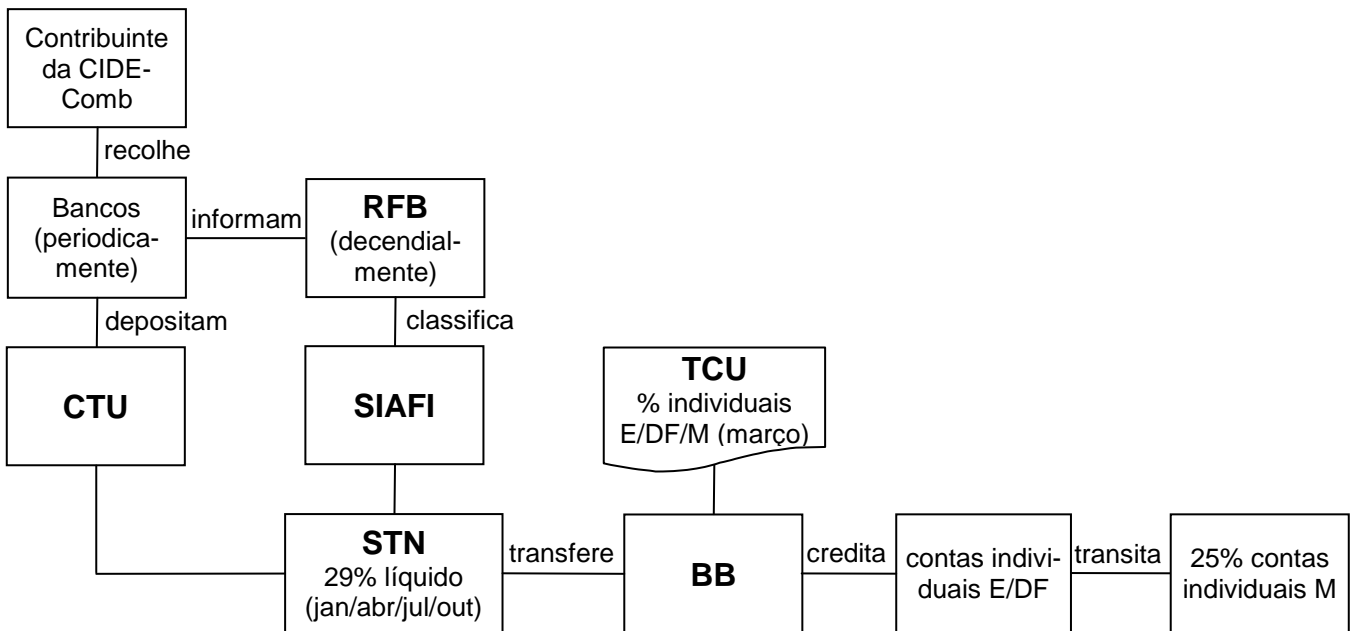 Contribuinte
da CIDE-
Comb
recolhe
Bancos
(periodica-
mente)
informam
RFB
(decendial-
mente)
depositam
classifica
CTU
SIAFI
TCU
% individuais
E/DF/M (março)
STN
29% líquido
(jan/abr/jul/out)
transfere
BB
credita
contas indivi-
duais E/DF
transita
25% contas
individuais M